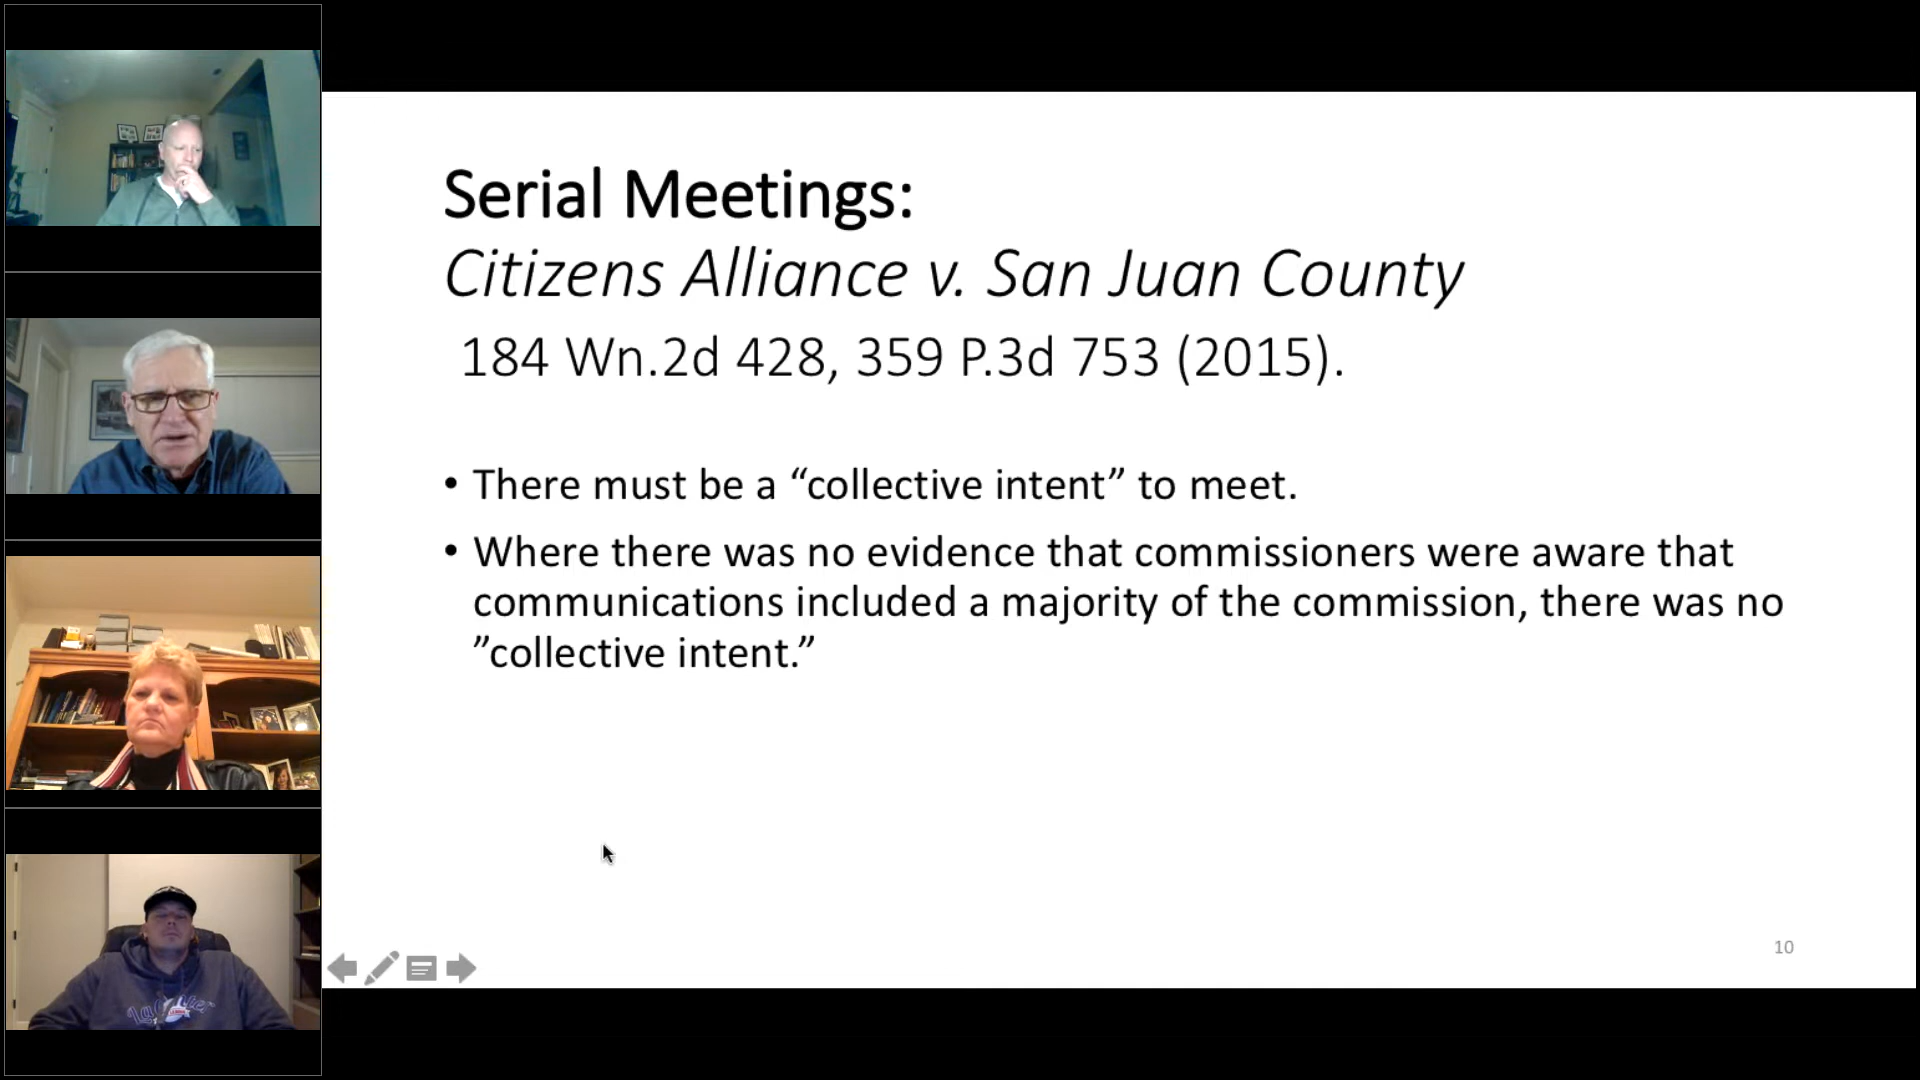 Serial Meetings:
Citizens Alliance v. San Juan County
184 Wn.2d 428, 359 P.3d 753 (2015).
• There must be a “collective intent” to meet.
• Where there was no evidence that commissioners were aware that
communications included a majority of the commission, there was no
”collective intent.”
10